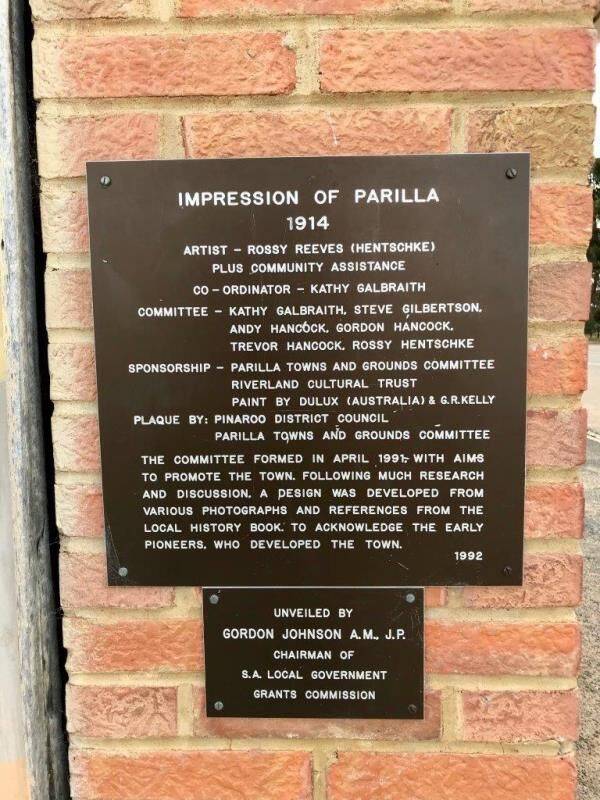 IMPRESSION OF PARILLA
1914
ARTIST - ROSSY REEVES (HENTSCHKE)
PLUS COMMUNITY ASSISTANCE
CO - ORDINATOR - KATHY GALBRAITH
COMMITTEE - KATHY GALBRAITH, STEVE GILBERTSON,
ANDY HANCOCK, GORDON HANCOCK,
TREVOR HANCOCK, ROSSY HENTSCHKE
SPONSORSHIP - PARILLA TOWNS AND GROUNDS COMMITTEE
RIVERLAND CULTURAL TRUST
PAINT BY DULUX (AUSTRALIA) & G.R.KELLY
PLAQUE BY: PINAROO DISTRICT COUNCIL
PARILLA TOWNS AND GROUNDS COMMITTEE
THE COMMITTEE FORMED IN APRIL 1991, WITH AIMS
TO PROMOTE THE TOWN. FOLLOWING MUCH RESEARCH
AND DISCUSSION, A DESIGN WAS DEVELOPED FROM
VARIOUS PHOTOGRAPHS AND REFERENCES FROM THE
LOCAL HISTORY BOOK. TO ACKNOWLEDGE THE EARLY
PIONEERS, WHO DEVELOPED THE TOWN.
1992
UNVEILED BY
GORDON JOHNSON A.M., J.P.
CHAIRMAN OF
S.A. LOCAL GOVERNMENT
GRANTS COMMISSION